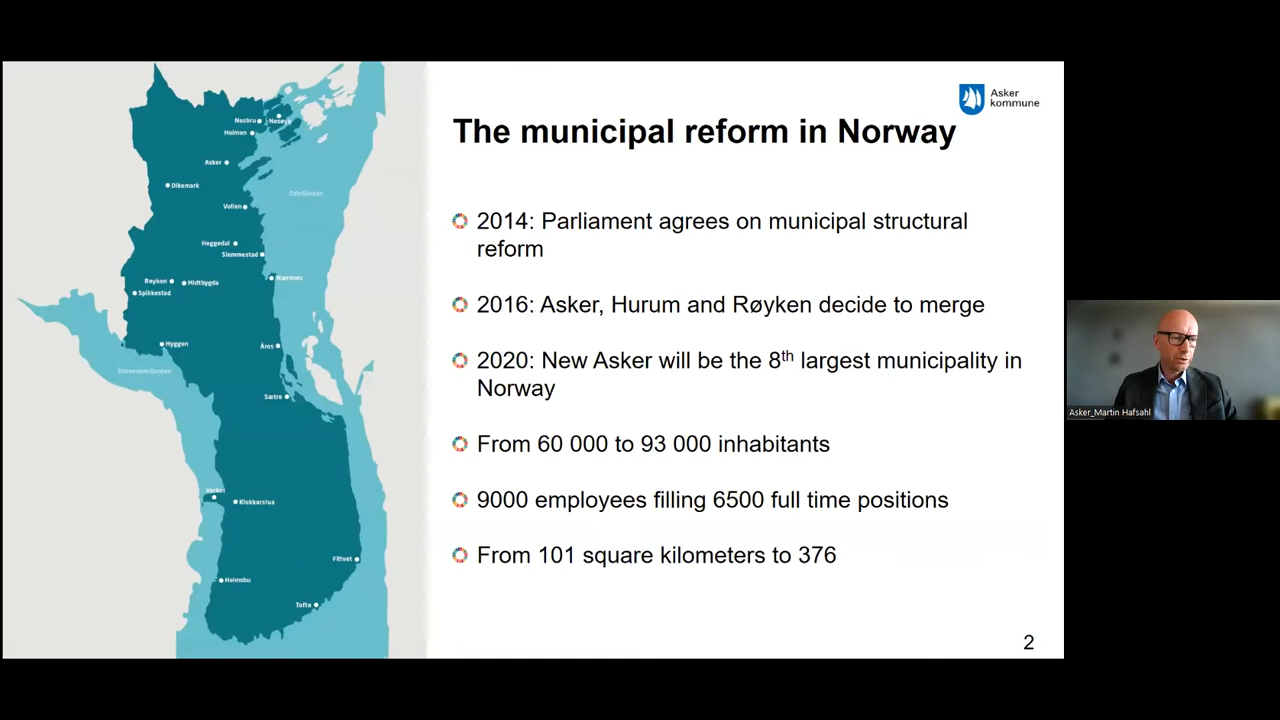 Asker
kommune
The municipal reform in Norway
2014: Parliament agrees on municipal structural
reform
2016: Asker, Hurum and Røyken decide to merge
2020: New Asker will be the 8th largest municipality in
Norway
From 60 000 to 93 000 inhabitants
9000 employees filling 6500 full time positions
From 101 square kilometers to 376
2
Nesbru
Nesøya
Holmen
Asker
Dikemark
Oslofjorden
Vollen
Heggedal
Slemmestad
Nærsnes
Røyken
Midtbygda
Spikkestad
Hyggen
Åros
Drammensfjorden
Sætre
Verket
Klokkarstua
Filtvet
Holmsbu
Tofte
Asker_Martin Hafsahl